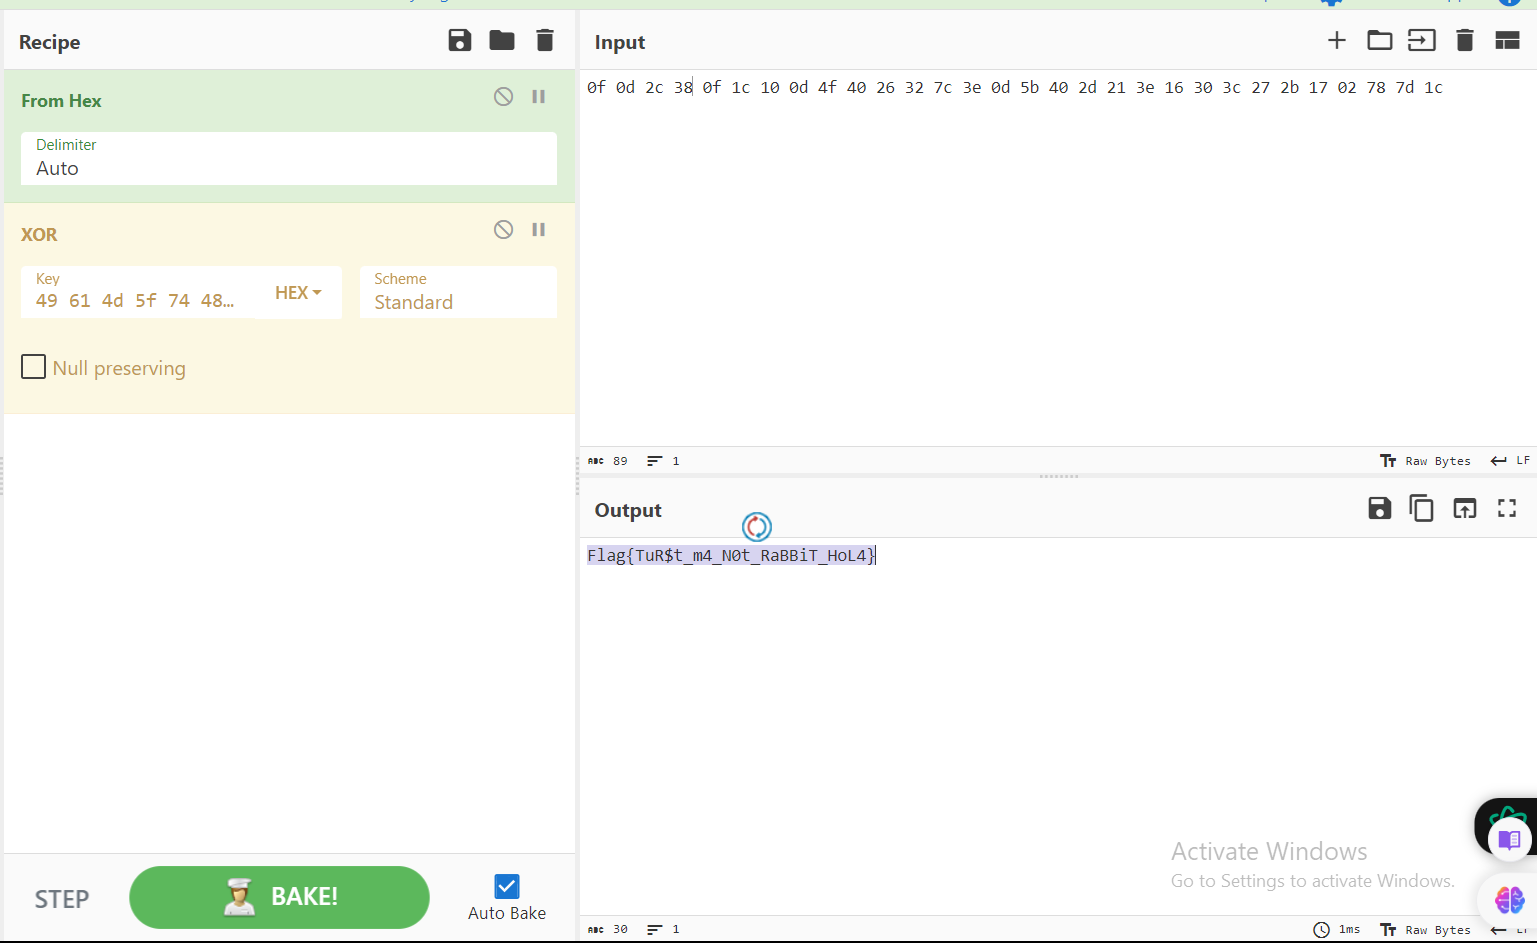 Recipe
From Hex
Delimiter
Auto
XOR
Key
49 61 4d 5f 74 48…
HEX
Scheme
Standard
Null preserving
STEP
BAKE!
Auto Bake
Input
0f 0d 2c 38 0f 1c 10 0d 4f 40 26 32 7c 3e 0d 5b 40 2d 21 3e 16 30 3c 27 2b 17 02 78 7d 1c
ABC 89 1
Raw Bytes LF
Output
Flag{TuR$t_m4_N0t_RaBBiT_HoL4}
Activate Windows
Go to Settings to activate Windows.
ABC 30 1
1ms Raw Bytes